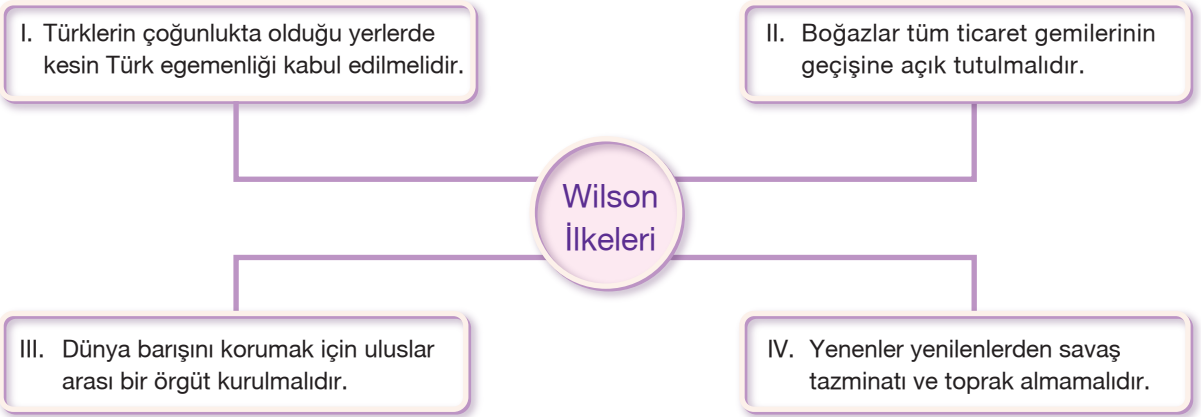 I. Türklerin çoğunlukta olduğu yerlerde
kesin Türk egemenliği kabul edilmelidir.
II. Boğazlar tüm ticaret gemilerinin
geçişine açık tutulmalıdır.
Wilson
İlkeleri
III. Dünya barışını korumak için uluslar
arası bir örgüt kurulmalıdır.
IV. Yenenler yenilenlerden savaş
tazminatı ve toprak almamalıdır.